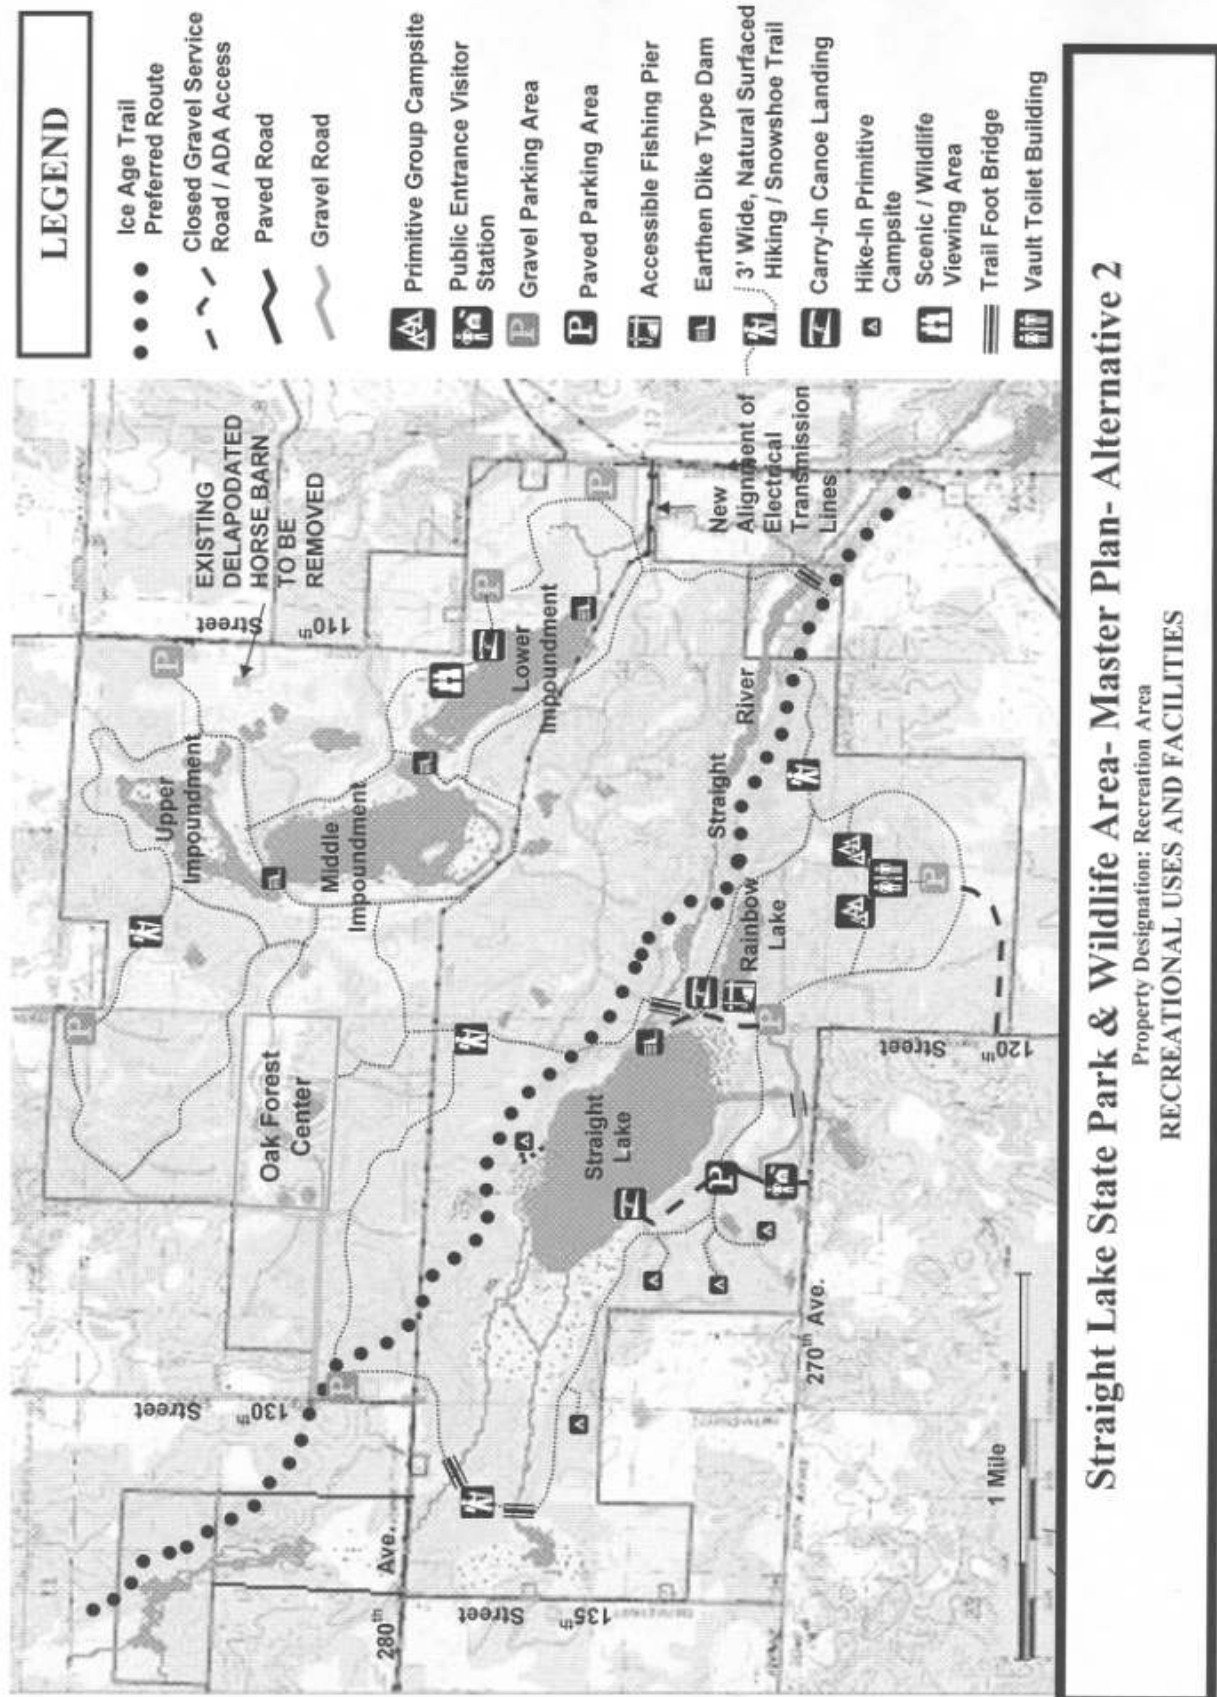 LEGEND
Ice Age Trail
Preferred Route
Closed Gravel Service
Road / ADA Access
Paved Road
Gravel Road
Primitive Group Campsite
Public Entrance Visitor
Station
P
Gravel Parking Area
P
Paved Parking Area
Accessible Fishing Pier
Earthen Dike Type Dam
3' Wide, Natural Surfaced
Hiking / Snowshoe Trail
Carry-In Canoe Landing
Hike-In Primitive
Campsite
Scenic / Wildlife
Viewing Area
Trail Foot Bridge
Vault Toilet Building
EXISTING
DELAPODATED
HORSE BARN
TO BE
REMOVED
110th Street
P
P
P
P
Upper
Impoundment
Middle
Impoundment
Lower
Impoundment
New
Alignment of
Electrical
Transmission
Lines
Oak Forest
Center
Straight
River
Rainbow
Lake
Straight
Lake
P
P
P
P
120th Street
130th Street
135th Street
270th Ave.
280th Ave.
1 Mile
Straight Lake State Park & Wildlife Area- Master Plan- Alternative 2
Property Designation: Recreation Area
RECREATIONAL USES AND FACILITIES